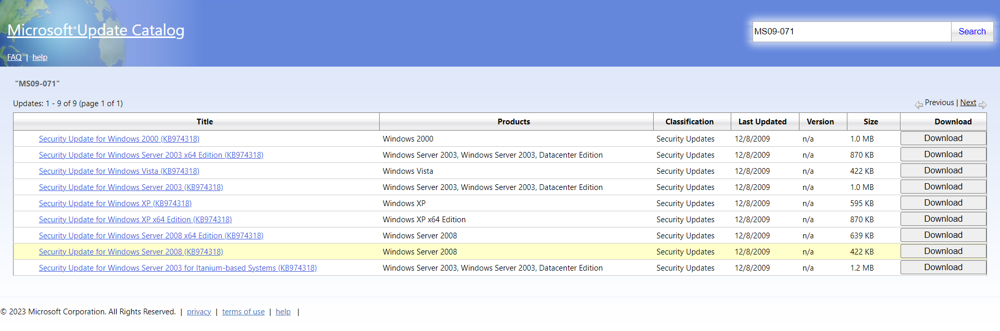 Microsoft®Update Catalog
MS09-071 Search
FAQ | help
"MS09-071"
Updates: 1 - 9 of 9 (page 1 of 1) Previous | Next
Title Products Classification Last Updated Version Size Download
Security Update for Windows 2000 (KB974318) Windows 2000 Security Updates 12/8/2009 n/a 1.0 MB Download
Security Update for Windows Server 2003 x64 Edition (KB974318) Windows Server 2003, Windows Server 2003, Datacenter Edition Security Updates 12/8/2009 n/a 870 KB Download
Security Update for Windows Vista (KB974318) Windows Vista Security Updates 12/8/2009 n/a 422 KB Download
Security Update for Windows Server 2003 (KB974318) Windows Server 2003, Windows Server 2003, Datacenter Edition Security Updates 12/8/2009 n/a 1.0 MB Download
Security Update for Windows XP (KB974318) Windows XP Security Updates 12/8/2009 n/a 595 KB Download
Security Update for Windows XP x64 Edition (KB974318) Windows XP x64 Edition Security Updates 12/8/2009 n/a 870 KB Download
Security Update for Windows Server 2008 x64 Edition (KB974318) Windows Server 2008 Security Updates 12/8/2009 n/a 639 KB Download
Security Update for Windows Server 2008 (KB974318) Windows Server 2008 Security Updates 12/8/2009 n/a 422 KB Download
Security Update for Windows Server 2003 for Itanium-based Systems (KB974318) Windows Server 2003, Windows Server 2003, Datacenter Edition Security Updates 12/8/2009 n/a 1.2 MB Download
© 2023 Microsoft Corporation. All Rights Reserved. | privacy | terms of use | help |